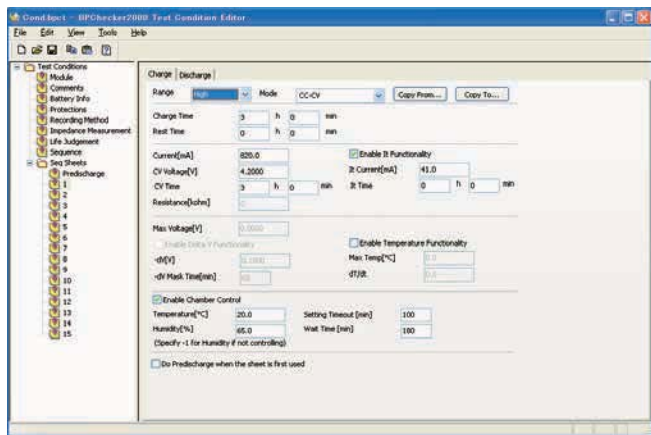 Cond.bpct - BPChecker2000 Test Condition Editor
File Edit View Tools Help
Test Conditions
Module
Comments
Battery Info
Protections
Recording Method
Impedance Measurement
Life Judgement
Sequence
Seq Sheets
Predischarge
1
2
3
4
5
6
7
8
9
10
11
12
13
14
15
Charge Discharge
Range High Mode CC-CV Copy From... Copy To...
Charge Time 3 h 0 min
Rest Time 0 h 0 min
Current[mA] 820.0 Enable It Functionality
CV Voltage[V] 4.2000 It Current[mA] 41.0
CV Time 3 h 0 min It Time 0 h 0 min
Resistance[kohm] 0
Max Voltage[V] 0.0000
Enable Delta V Functionality Enable Temperature Functionality
-dV[V] 0.1000 Max Temp[°C] 0.0
-dV Mask Time[min] 60 dT/dt 0.0
Enable Chamber Control
Temperature[°C] 20.0 Setting Timeout [min] 100
Humidity[%] 65.0 Wait Time [min] 180
(Specify -1 for Humidity if not controlling)
Do Predischarge when the sheet is first used